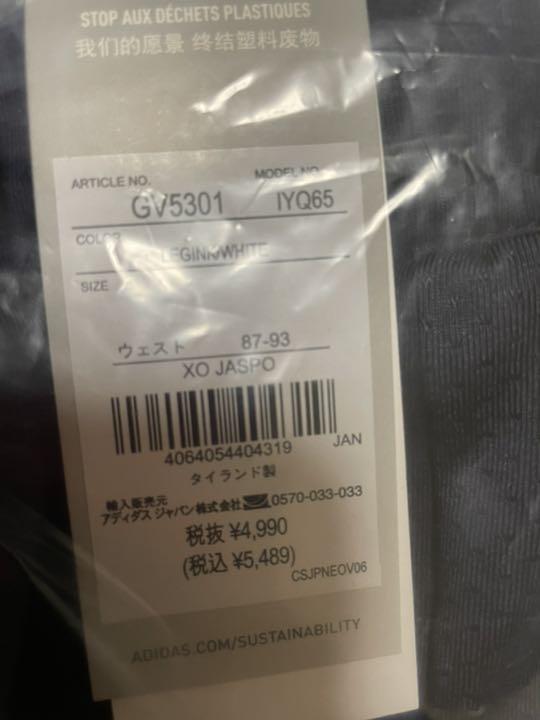 STOP AUX DÉCHETS PLASTIQUES
我们的愿景 终结塑料废物
ARTICLE NO. MODEL NO.
GV5301 IYQ65
COLOR
LEGINK/WHITE
SIZE
ウェスト 87-93
XO JASPO
4064054404319 JAN
タイランド製
輸入販売元
アディダス ジャパン株式会社 0570-033-033
税抜 ¥4,990
(税込 ¥5,489)
CSJPNEOV06
ADIDAS.COM/SUSTAINABILITY